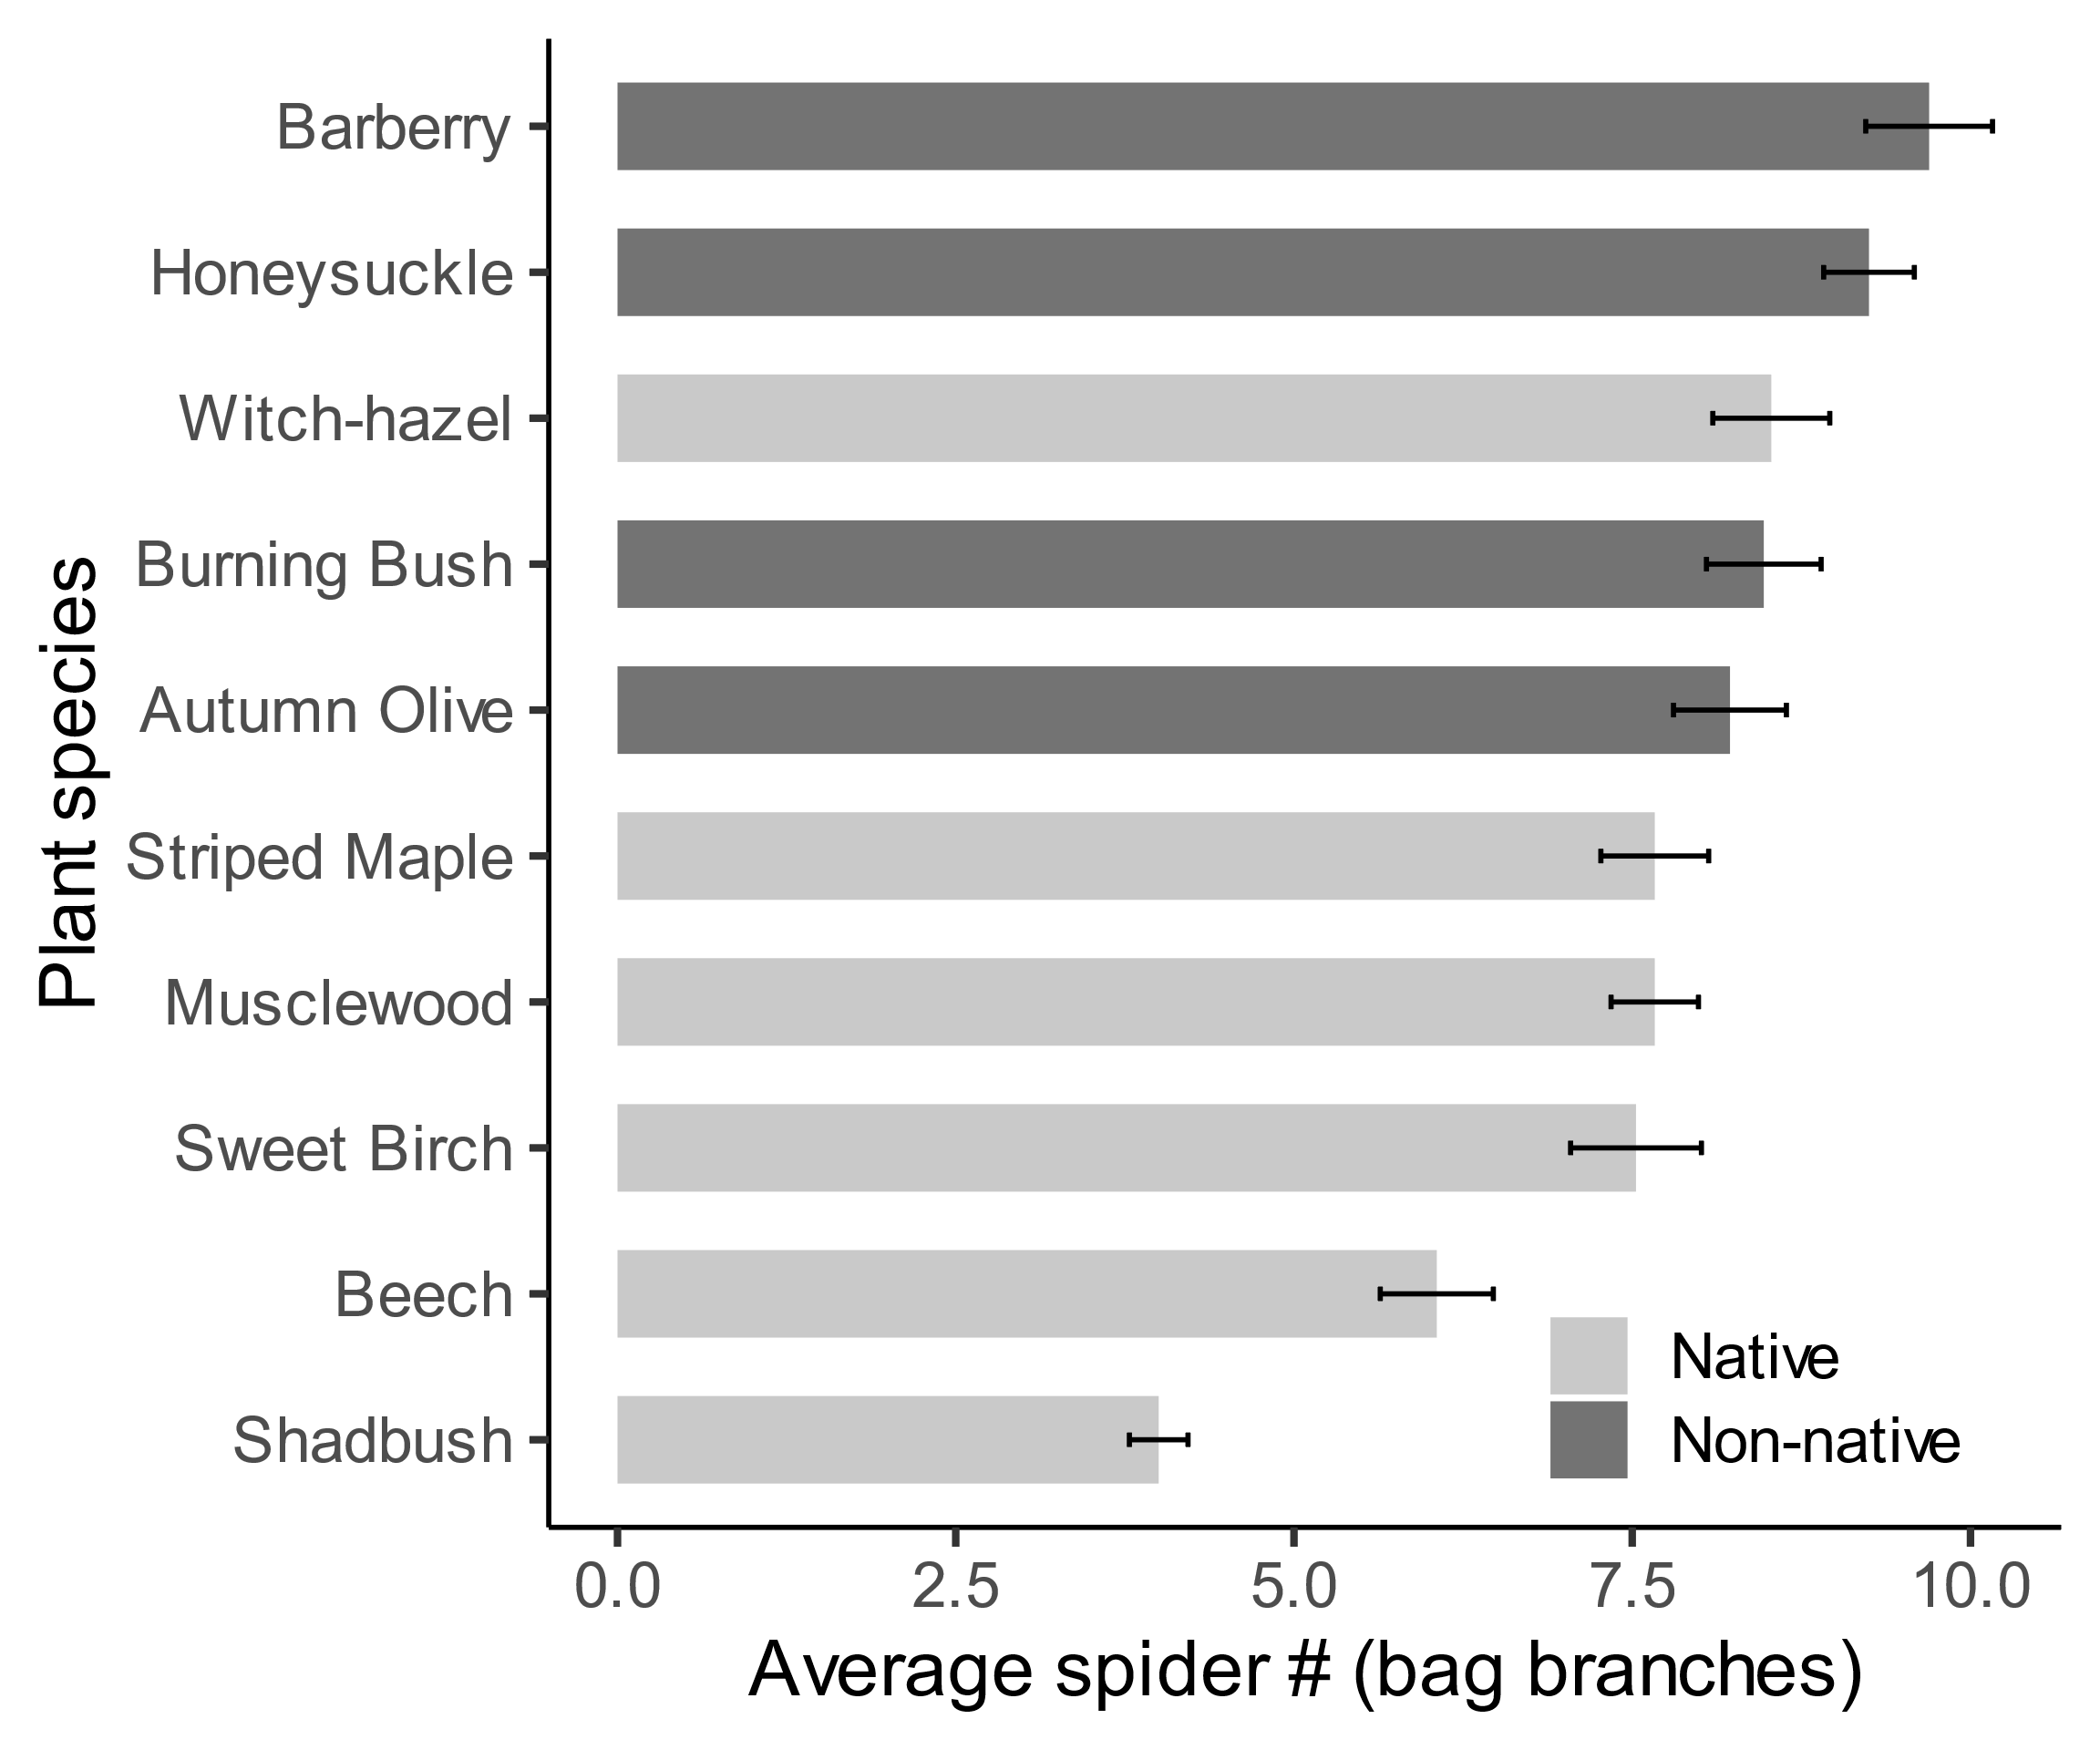 Barberry
Honeysuckle
Witch-hazel
Burning Bush
Autumn Olive
Striped Maple
Musclewood
Sweet Birch
Beech
Shadbush
Plant species
Native
Non-native
0.0 2.5 5.0 7.5 10.0
Average spider # (bag branches)